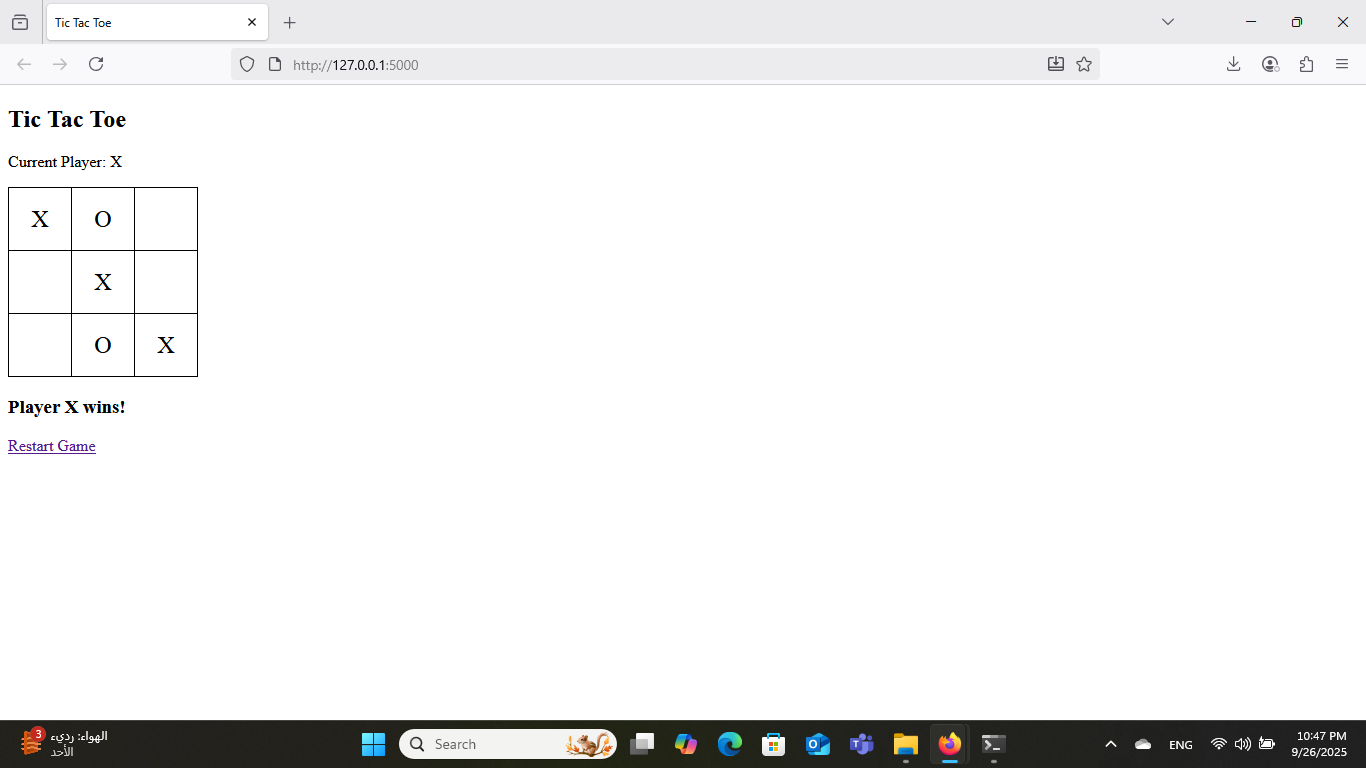 Tic Tac Toe
http://127.0.0.1:5000
Tic Tac Toe
Current Player: X
X O
X
O X
Player X wins!
Restart Game
3
الهواء: رديء
الأحد
Search
ENG
10:47 PM
9/26/2025